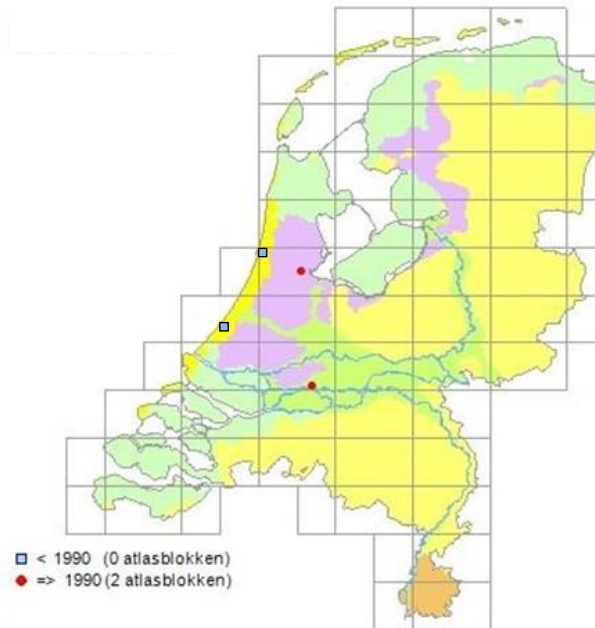 < 1990 (0 atlasblokken)
=> 1990 (2 atlasblokken)